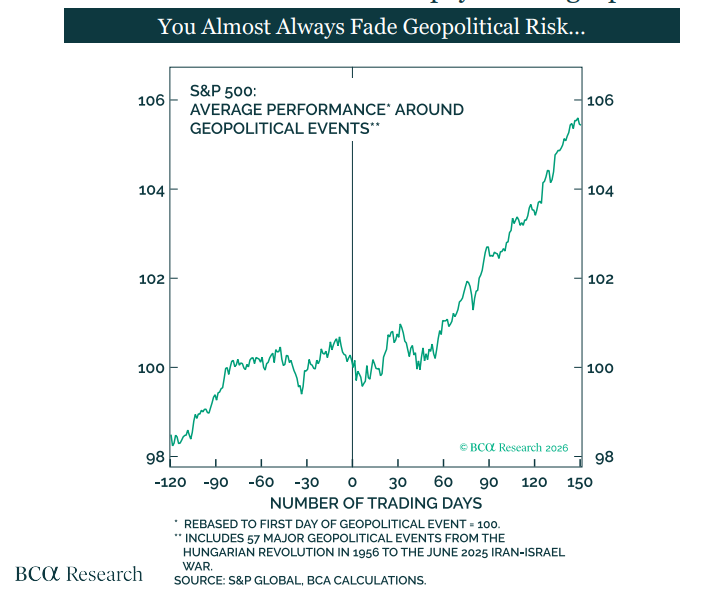 You Almost Always Fade Geopolitical Risk...
S&P 500:
AVERAGE PERFORMANCE* AROUND
GEOPOLITICAL EVENTS**
106 106
104 104
102 102
100 100
98 98
© BCα Research 2026
-120 -90 -60 -30 0 30 60 90 120 150
NUMBER OF TRADING DAYS
* REBASED TO FIRST DAY OF GEOPOLITICAL EVENT = 100.
** INCLUDES 57 MAJOR GEOPOLITICAL EVENTS FROM THE
HUNGARIAN REVOLUTION IN 1956 TO THE JUNE 2025 IRAN-ISRAEL
WAR.
SOURCE: S&P GLOBAL, BCA CALCULATIONS.
BCα Research